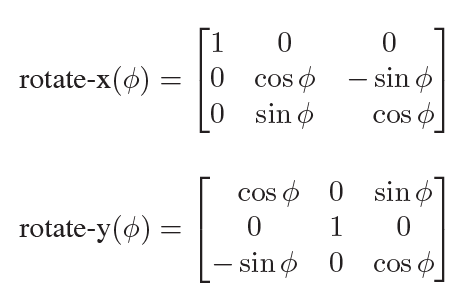 rotate-x(ϕ) = [1 0 0
0 cos ϕ − sin ϕ
0 sin ϕ cos ϕ]
rotate-y(ϕ) = [cos ϕ 0 sin ϕ
0 1 0
− sin ϕ 0 cos ϕ]